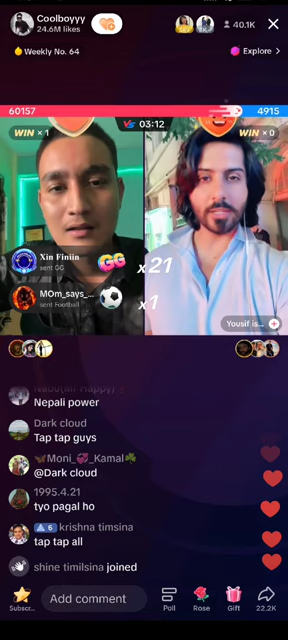 Coolboyyy
24.6M likes
40.1K
Weekly No. 64
Explore >
60157
4915
WIN × 1
VS 03:12
WIN × 0
Xin Finiin
sent GG
GG
x21
MOm_says_...
sent Football
x1
Yousif is...
Nepali power
Dark cloud
Tap tap guys
Moni_💞_Kamal☘
@Dark cloud
1995.4.21
tyo pagal ho
6 krishna timsina
tap tap all
shine timilsina joined
Subscr...
Add comment
Poll
Rose
Gift
22.2K